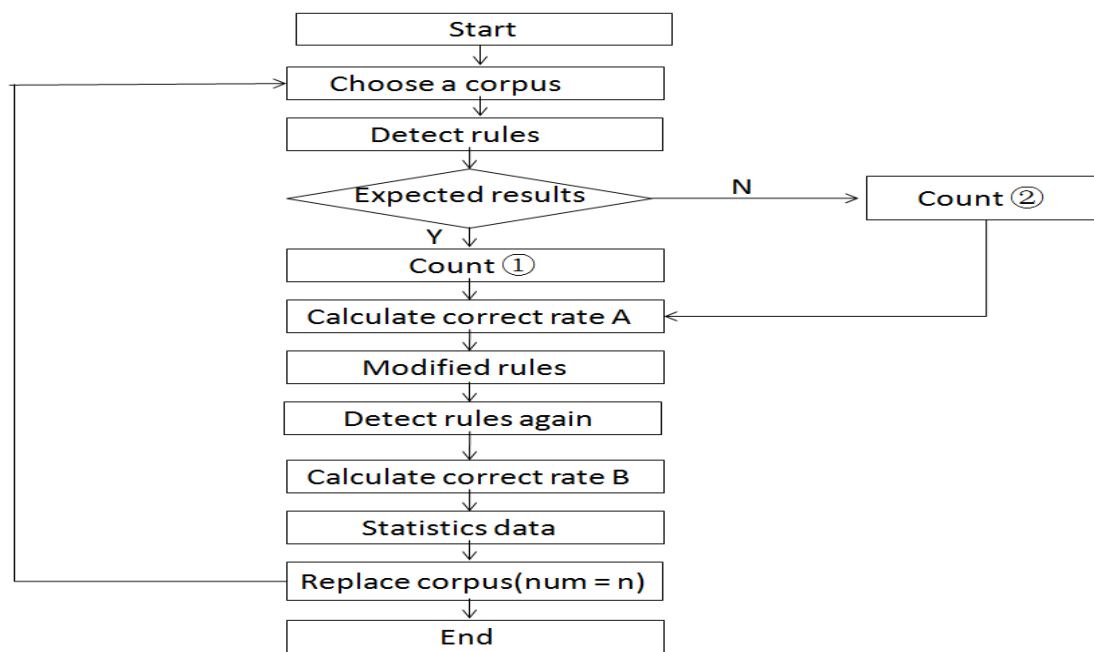 Start
Choose a corpus
Detect rules
Expected results
N
Count ②
Y
Count ①
Calculate correct rate A
Modified rules
Detect rules again
Calculate correct rate B
Statistics data
Replace corpus(num = n)
End